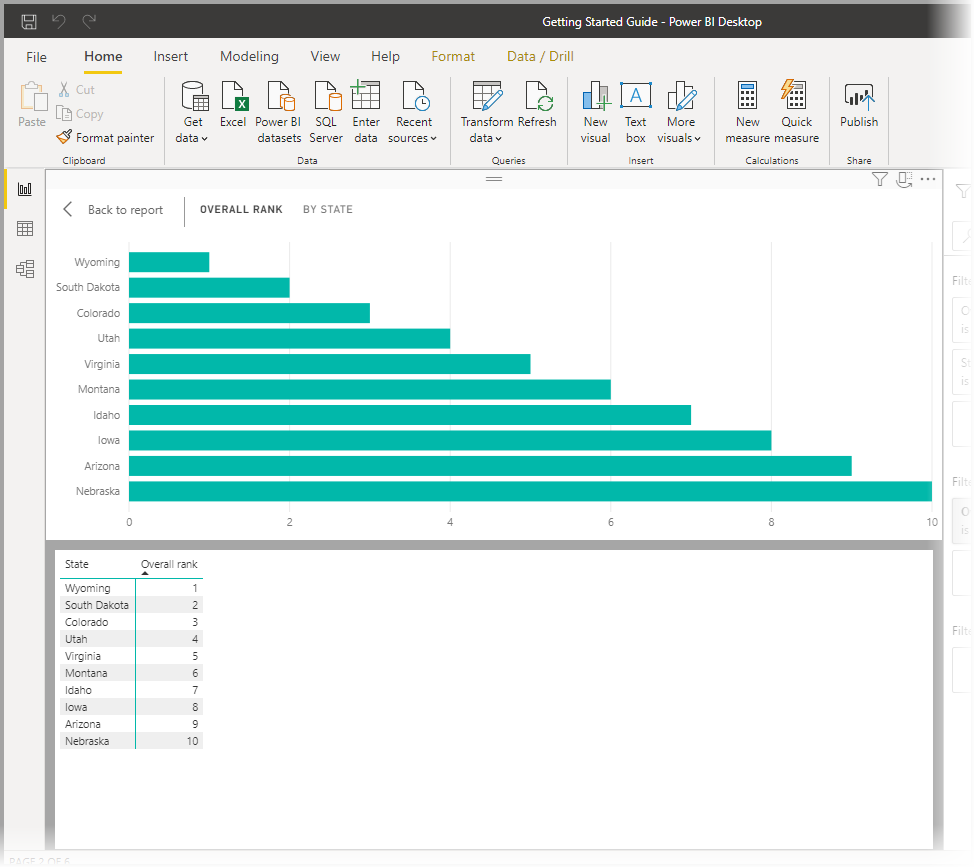 Getting Started Guide - Power BI Desktop
File Home Insert Modeling View Help Format Data / Drill
Paste
Cut
Copy
Format painter
Clipboard
Get data
Excel
Power BI datasets
SQL Server
Enter data
Recent sources
Data
Transform data
Refresh
Queries
New visual
Text box
A
More visuals
Insert
New measure
Quick measure
Calculations
Publish
Share
Back to report OVERALL RANK BY STATE
Wyoming
South Dakota
Colorado
Utah
Virginia
Montana
Idaho
Iowa
Arizona
Nebraska
0 2 4 6 8 10
State Overall rank
Wyoming 1
South Dakota 2
Colorado 3
Utah 4
Virginia 5
Montana 6
Idaho 7
Iowa 8
Arizona 9
Nebraska 10
is
is
is
PAGE 2 OF 6